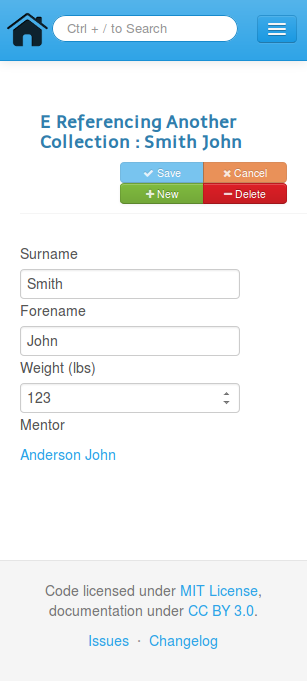 Ctrl + / to Search
E Referencing Another
Collection : Smith John
Save Cancel
New Delete
Surname
Smith
Forename
John
Weight (lbs)
123
Mentor
Anderson John
Code licensed under MIT License,
documentation under CC BY 3.0.
Issues · Changelog